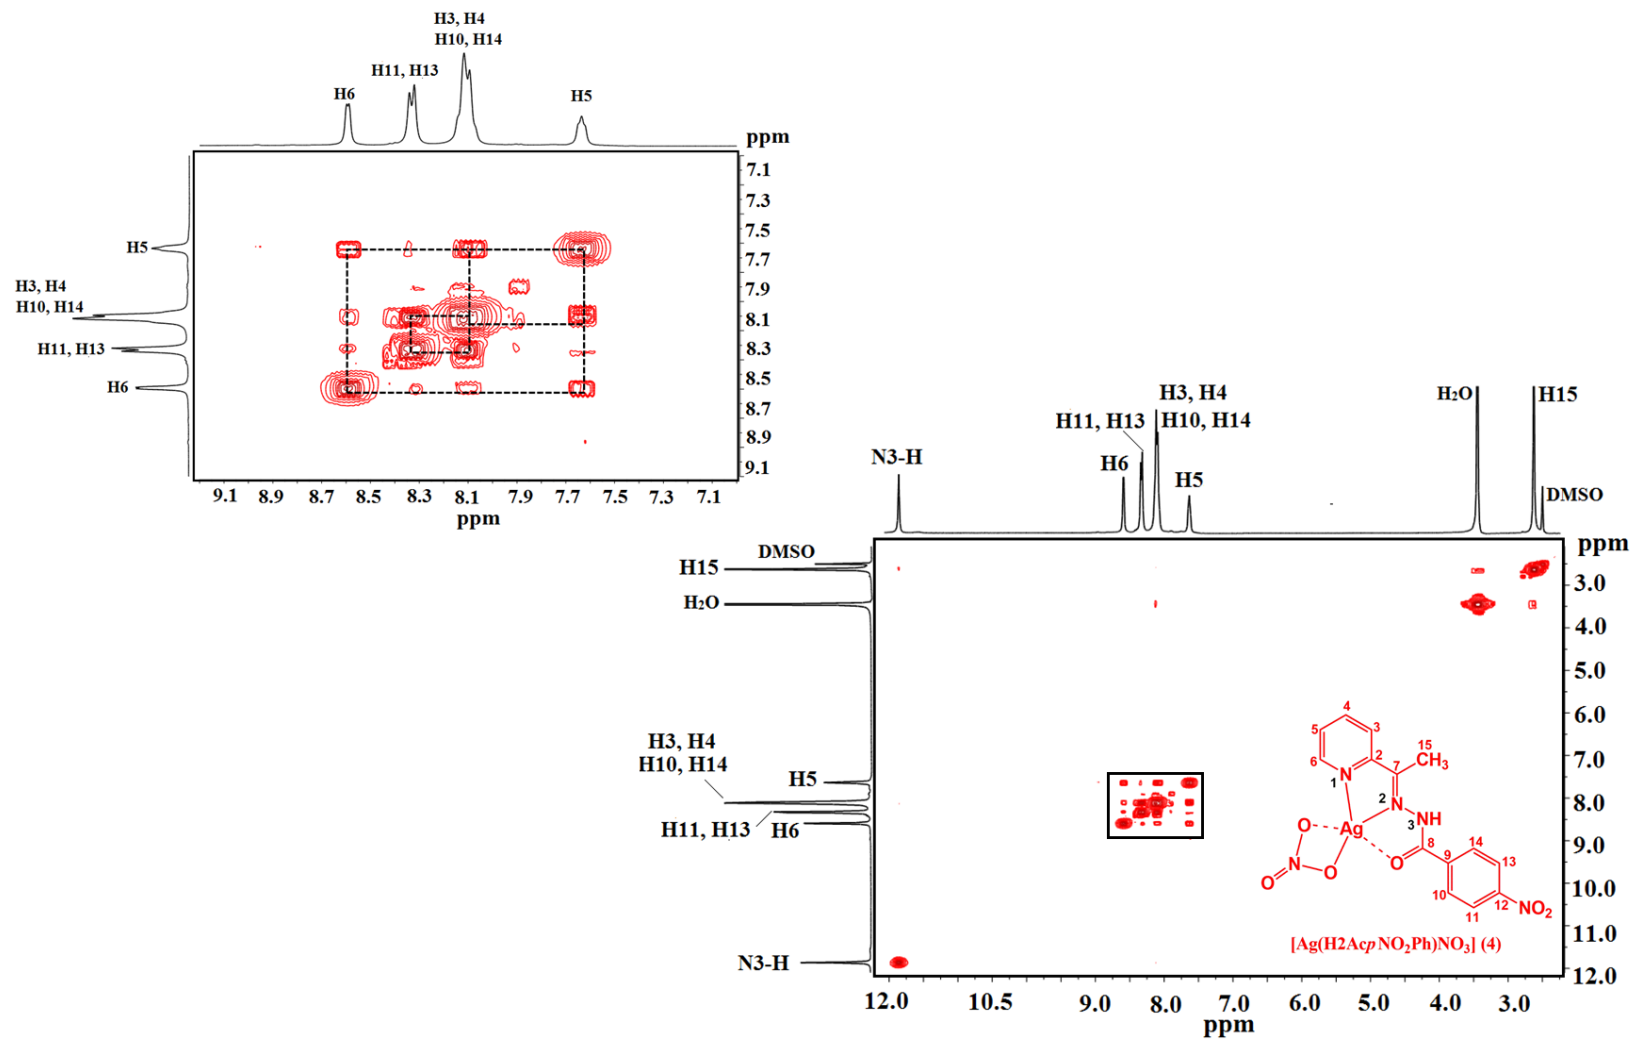 H3, H4
H10, H14
H11, H13
H6
H5
ppm
7.1
7.3
7.5
7.7
7.9
8.1
8.3
8.5
8.7
8.9
9.1
H5
H3, H4
H10, H14
H11, H13
H6
9.1 8.9 8.7 8.5 8.3 8.1 7.9 7.7 7.5 7.3 7.1
ppm
H3, H4
H10, H14
H11, H13
H2O
H15
N3-H
H6
H5
DMSO
ppm
3.0
4.0
5.0
6.0
7.0
8.0
9.0
10.0
11.0
12.0
DMSO
H15
H2O
H3, H4
H10, H14
H5
H11, H13
H6
N3-H
4
5
3
6
2
15
CH3
7
N
1
2
N
3
NH
O
Ag
8
O
14
9
13
N
O
O
10
12
11
NO2
[Ag(H2AcpNO2Ph)NO3] (4)
12.0 10.5 9.0 8.0 7.0 6.0 5.0 4.0 3.0
ppm